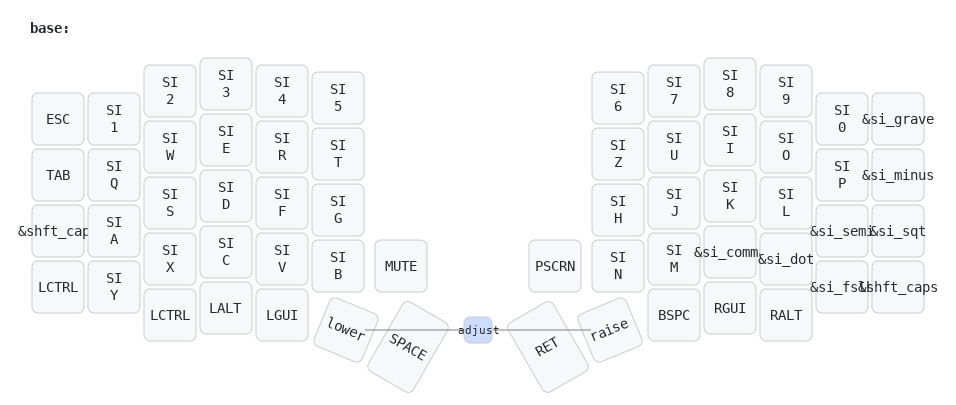 base:
ESC
SI 1
SI 2
SI 3
SI 4
SI 5
SI 6
SI 7
SI 8
SI 9
SI 0
&si_grave
TAB
SI Q
SI W
SI E
SI R
SI T
SI Z
SI U
SI I
SI O
SI P
&si_minus
&shft_cap
SI A
SI S
SI D
SI F
SI G
SI H
SI J
SI K
SI L
&si_semi
&si_sqt
LCTRL
SI Y
SI X
SI C
SI V
SI B
MUTE
PSCRN
SI N
SI M
&si_comm
&si_dot
&si_fsl
&shft_caps
LCTRL
LALT
LGUI
lower
SPACE
adjust
RET
raise
BSPC
RGUI
RALT